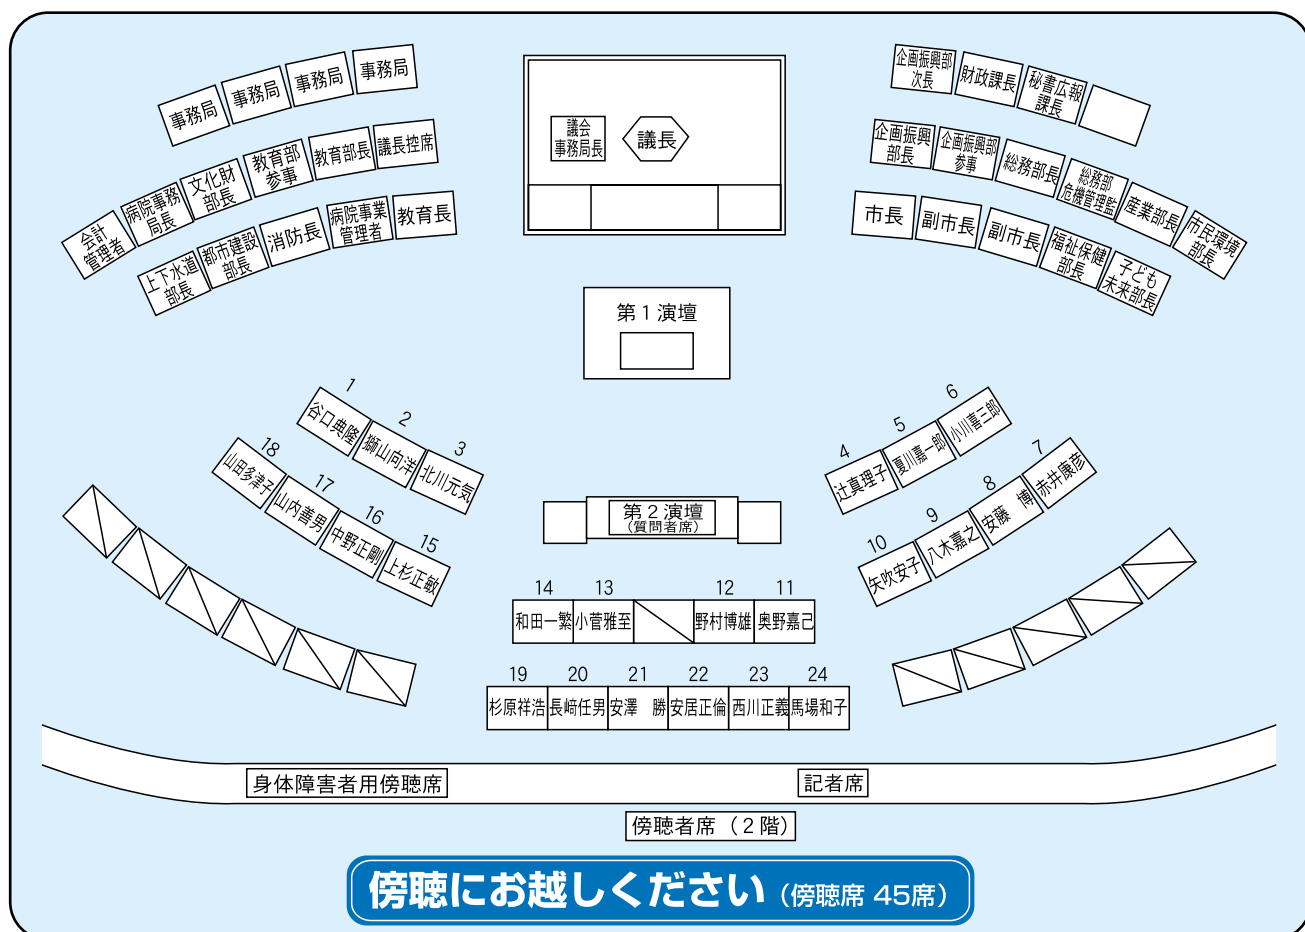 事務局
事務局
事務局
事務局
会計
管理者
病院事務
局長
文化財
部長
教育部
参事
教育部長
議長控席
上下水道
部長
都市建設
部長
消防長
病院事業
管理者
教育長
議会
事務局長
議長
企画振興部
次長
財政課長
秘書広報
課長
企画振興
部長
企画振興部
参事
総務部長
総務部
危機管理監
産業部長
市民環境
部長
市長
副市長
副市長
福祉保健
部長
子ども
未来部長
第1演壇
1
谷口典隆
2
獅山向洋
3
北川元気
4
辻真理子
5
夏川嘉一郎
6
小川喜三郎
18
山田多津子
17
山内善男
16
中野正剛
15
上杉正敏
7
赤井康彦
8
安藤　博
9
八木嘉之
10
矢吹安子
第2演壇
（質問者席）
14
和田一繁
13
小菅雅至
12
野村博雄
11
奥野嘉己
19
杉原祥浩
20
長﨑任男
21
安澤　勝
22
安居正倫
23
西川正義
24
馬場和子
身体障害者用傍聴席
記者席
傍聴者席（2階）
傍聴にお越しください（傍聴席 45席）